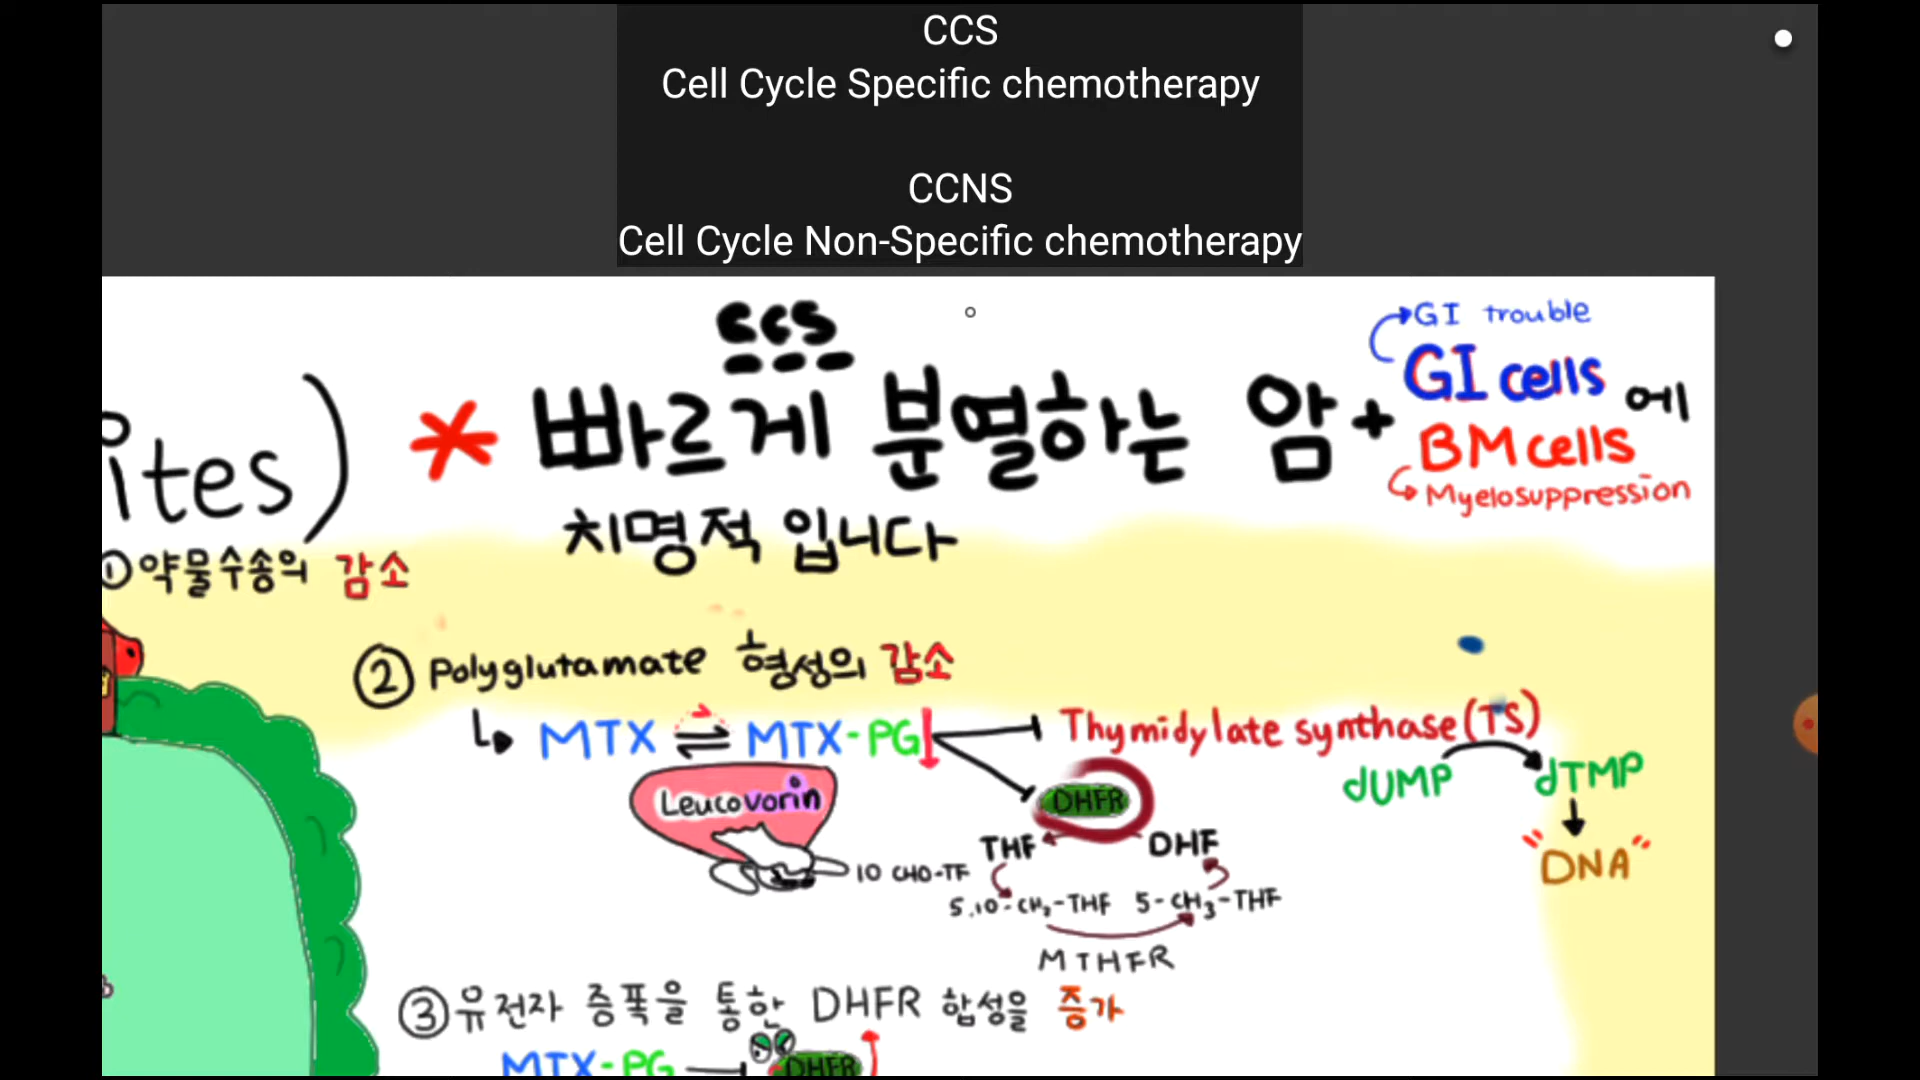 CCS
Cell Cycle Specific chemotherapy
CCNS
Cell Cycle Non-Specific chemotherapy
CCS
GI trouble
ites) * 빠르게 분열하는 암 + GI cells 에
BM cells
Myelosuppression
치명적 입니다
①약물수송의 감소
② Polyglutamate 형성의 감소
MTX ⇌ MTX-PG
Thymidylate synthase(TS)
dUMP dTMP
Leucovorin
DHFR
THF DHF
DNA
10 CHO-TF
5.10-CH₂-THF 5-CH₃-THF
MTHFR
③유전자 증폭을 통한 DHFR 합성을 증가
MTX-PG DHFR